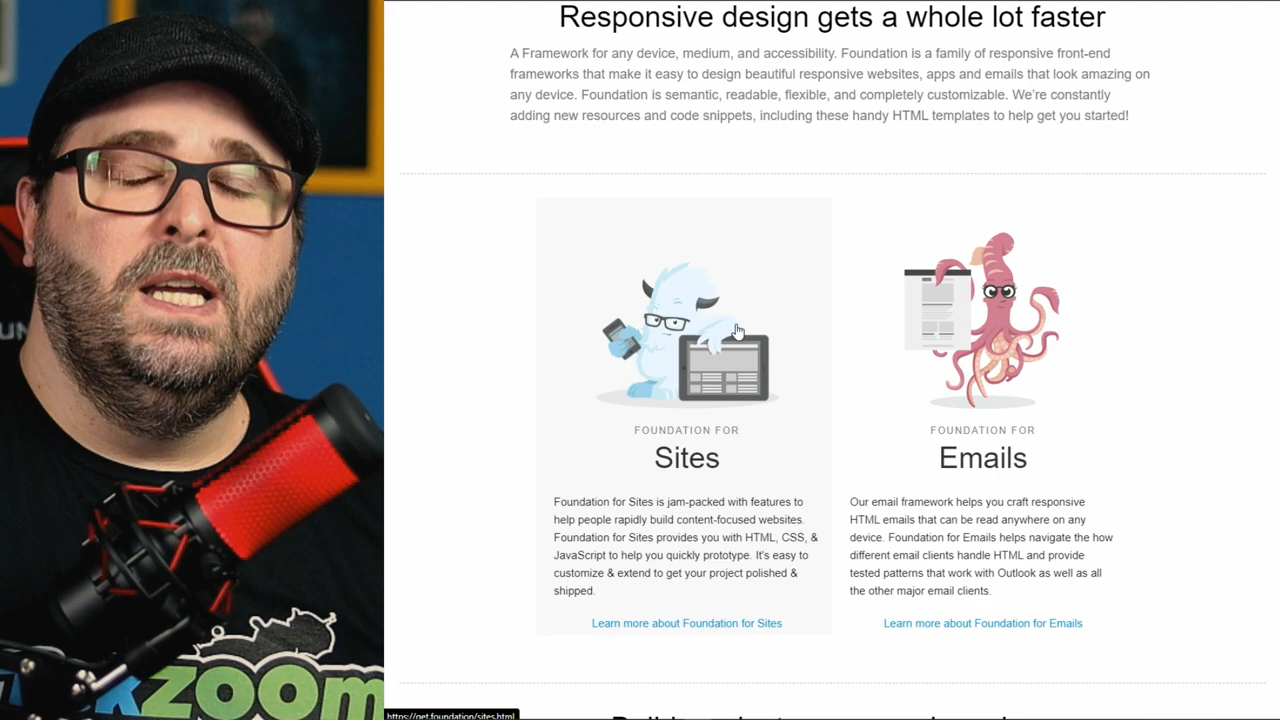 Responsive design gets a whole lot faster
A Framework for any device, medium, and accessibility. Foundation is a family of responsive front-end
frameworks that make it easy to design beautiful responsive websites, apps and emails that look amazing on
any device. Foundation is semantic, readable, flexible, and completely customizable. We're constantly
adding new resources and code snippets, including these handy HTML templates to help get you started!
FOUNDATION FOR
Sites
Foundation for Sites is jam-packed with features to
help people rapidly build content-focused websites.
Foundation for Sites provides you with HTML, CSS, &
JavaScript to help you quickly prototype. It's easy to
customize & extend to get your project polished &
shipped.
Learn more about Foundation for Sites
FOUNDATION FOR
Emails
Our email framework helps you craft responsive
HTML emails that can be read anywhere on any
device. Foundation for Emails helps navigate the how
different email clients handle HTML and provide
tested patterns that work with Outlook as well as all
the other major email clients.
Learn more about Foundation for Emails
https://get.foundation/sites.html
zoom